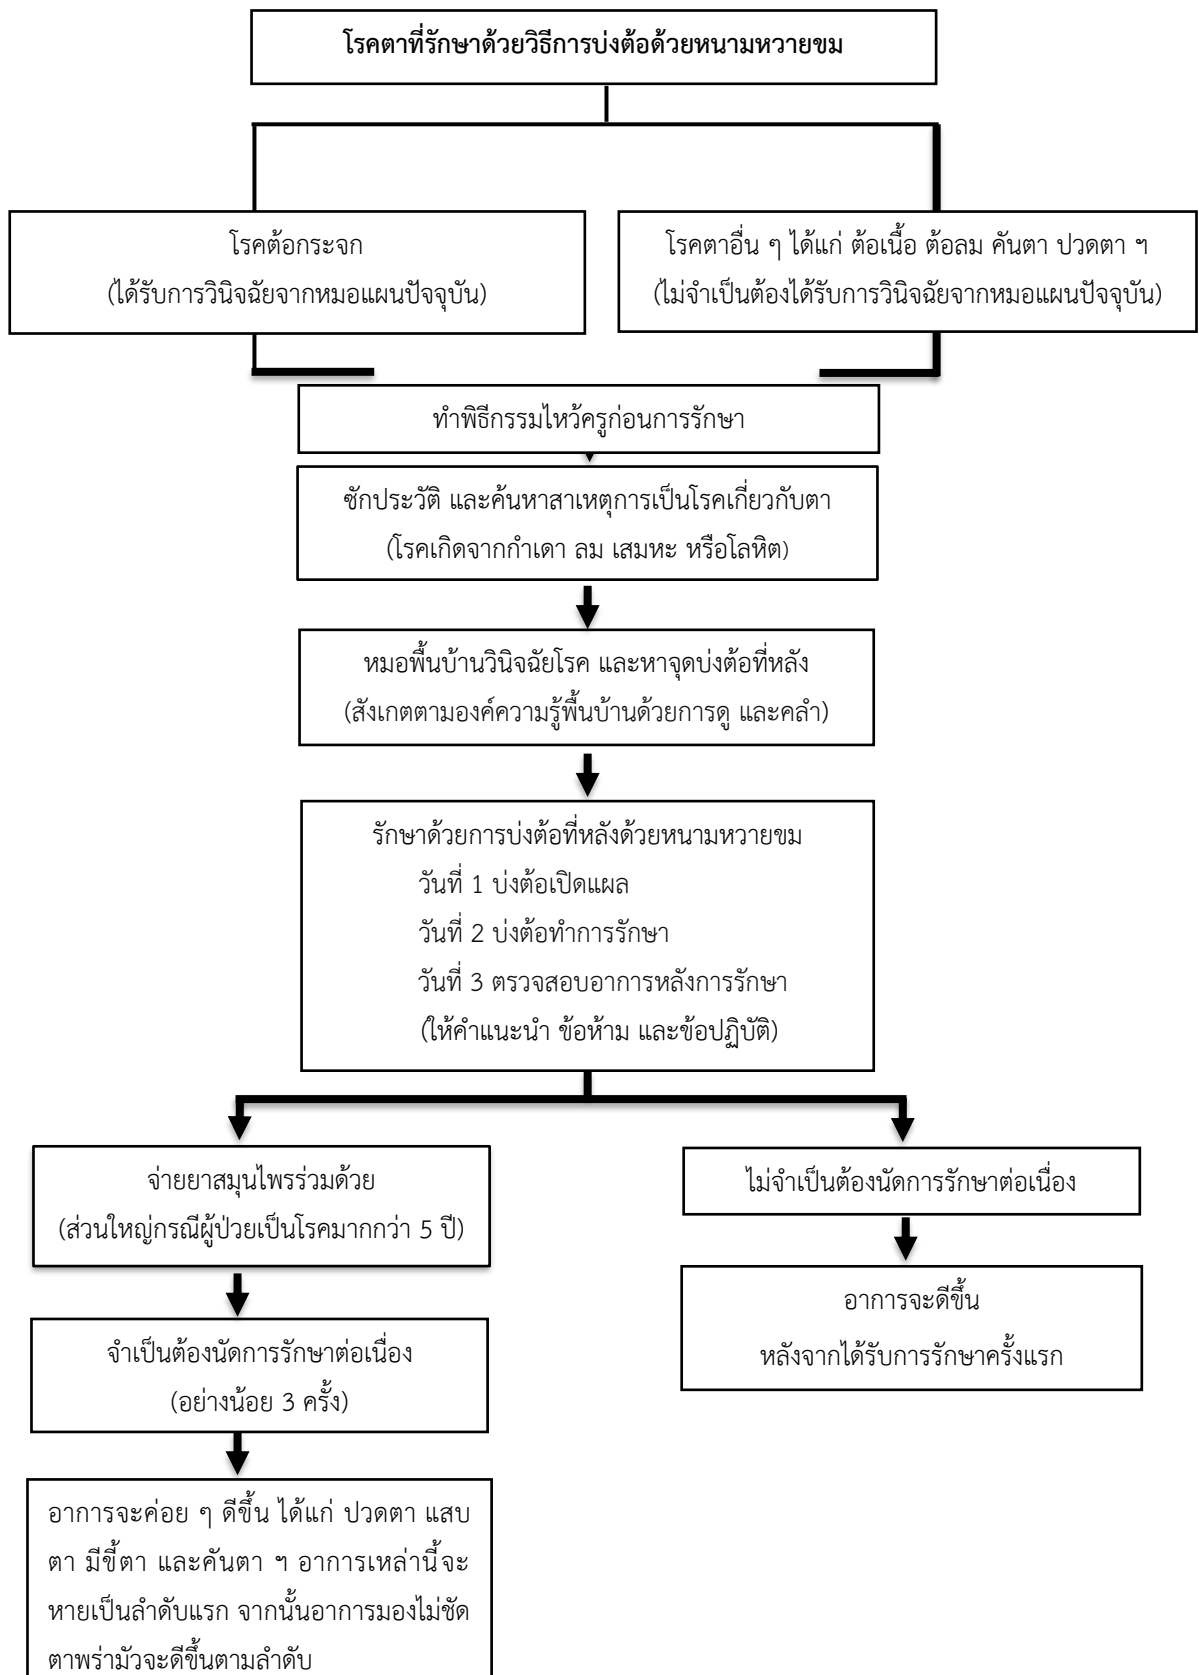 โรคตาที่รักษาด้วยวิธีการบ่งต้อด้วยหนามหวายขม
โรคต้อกระจก
(ได้รับการวินิจฉัยจากหมอแผนปัจจุบัน)
โรคตาอื่น ๆ ได้แก่ ต้อเนื้อ ต้อลม คันตา ปวดตา ฯ
(ไม่จำเป็นต้องได้รับการวินิจฉัยจากหมอแผนปัจจุบัน)
ทำพิธีกรรมไหว้ครูก่อนการรักษา
ซักประวัติ และค้นหาสาเหตุการเป็นโรคเกี่ยวกับตา
(โรคเกิดจากกำเดา ลม เสมหะ หรือโลหิต)
หมอพื้นบ้านวินิจฉัยโรค และหาจุดบ่งต้อที่หลัง
(สังเกตตามองค์ความรู้พื้นบ้านด้วยการดู และคลำ)
รักษาด้วยการบ่งต้อที่หลังด้วยหนามหวายขม
วันที่ 1 บ่งต้อเปิดแผล
วันที่ 2 บ่งต้อทำการรักษา
วันที่ 3 ตรวจสอบอาการหลังการรักษา
(ให้คำแนะนำ ข้อห้าม และข้อปฏิบัติ)
จ่ายยาสมุนไพรร่วมด้วย
(ส่วนใหญ่กรณีผู้ป่วยเป็นโรคมากกว่า 5 ปี)
จำเป็นต้องนัดการรักษาต่อเนื่อง
(อย่างน้อย 3 ครั้ง)
อาการจะค่อย ๆ ดีขึ้น ได้แก่ ปวดตา แสบ
ตา มีขี้ตา และคันตา ฯ อาการเหล่านี้จะ
หายเป็นลำดับแรก จากนั้นอาการมองไม่ชัด
ตาพร่ามัวจะดีขึ้นตามลำดับ
ไม่จำเป็นต้องนัดการรักษาต่อเนื่อง
อาการจะดีขึ้น
หลังจากได้รับการรักษาครั้งแรก